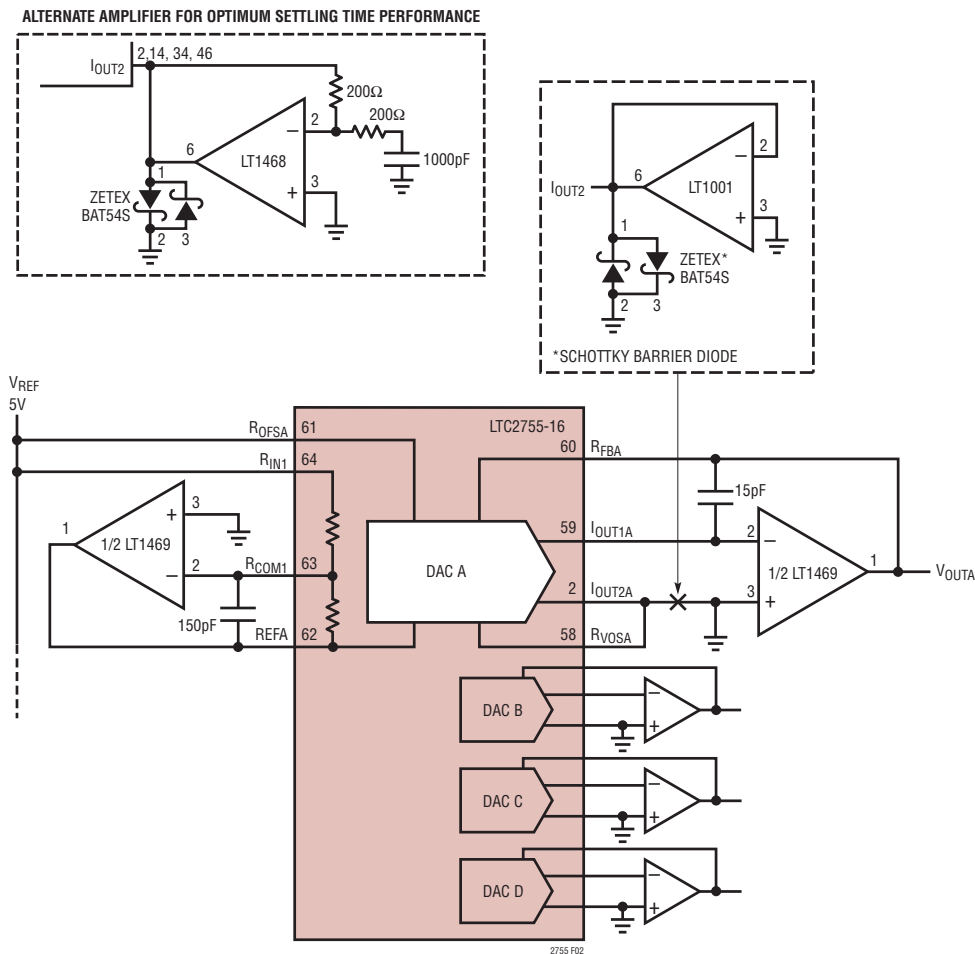 ALTERNATE AMPLIFIER FOR OPTIMUM SETTLING TIME PERFORMANCE
2,14, 34, 46
IOUT2
200Ω
200Ω
2
−
6
LT1468
1000pF
1
3
+
ZETEX
BAT54S
2
3
2
−
6
IOUT2
LT1001
3
+
1
ZETEX*
BAT54S
2
3
*SCHOTTKY BARRIER DIODE
VREF
5V
LTC2755-16
ROFSA
61
60
RFBA
RIN1
64
15pF
3
+
1
1/2 LT1469
59
IOUT1A
2
−
−
2
RCOM1
63
DAC A
1
1/2 LT1469
VOUTA
2
IOUT2A
3
+
150pF
REFA
62
58
RVOSA
DAC B
−
+
DAC C
−
+
DAC D
−
+
2755 F02